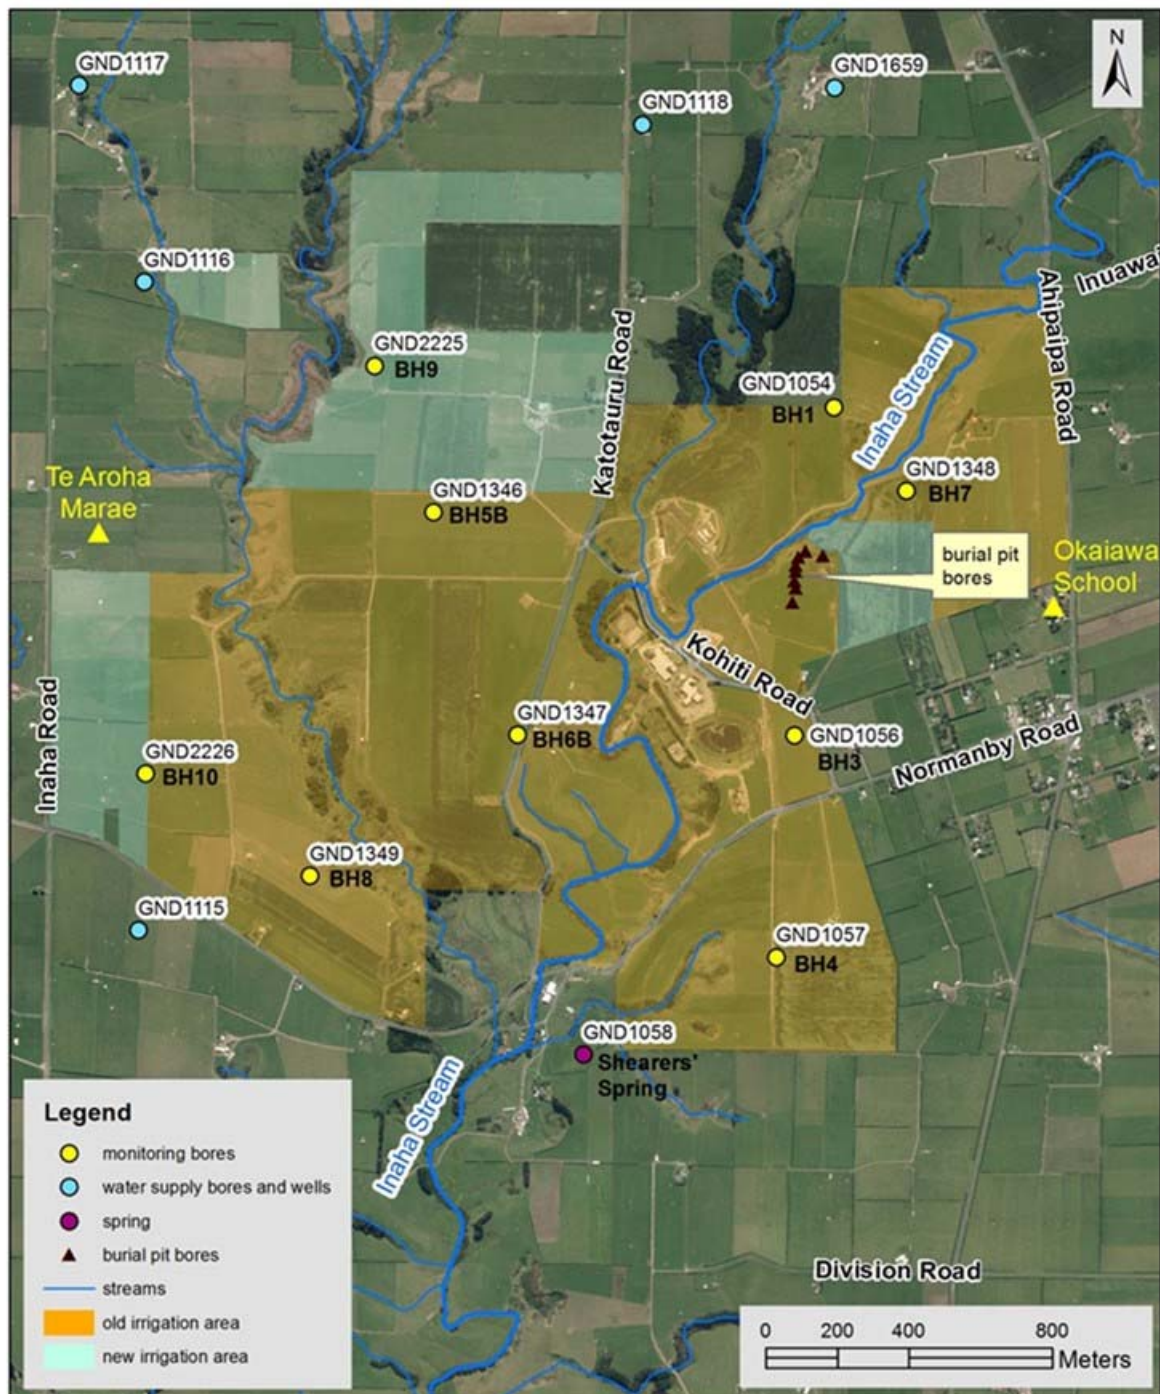 N
GND1117
GND1659
GND1118
GND1116
Inuawai
Ahipaipa Road
GND2225
BH9
Katotauru Road
GND1054
BH1
Inaha Stream
Te Aroha
Marae
GND1346
BH5B
GND1348
BH7
burial pit
bores
Okaiawa
School
Kohiti Road
Inaha Road
GND1347
BH6B
GND1056
BH3
Normanby Road
GND2226
BH10
GND1349
BH8
GND1115
GND1057
BH4
GND1058
Shearers'
Spring
Inaha Stream
Legend
monitoring bores
water supply bores and wells
spring
burial pit bores
streams
old irrigation area
new irrigation area
Division Road
0 200 400 800
Meters